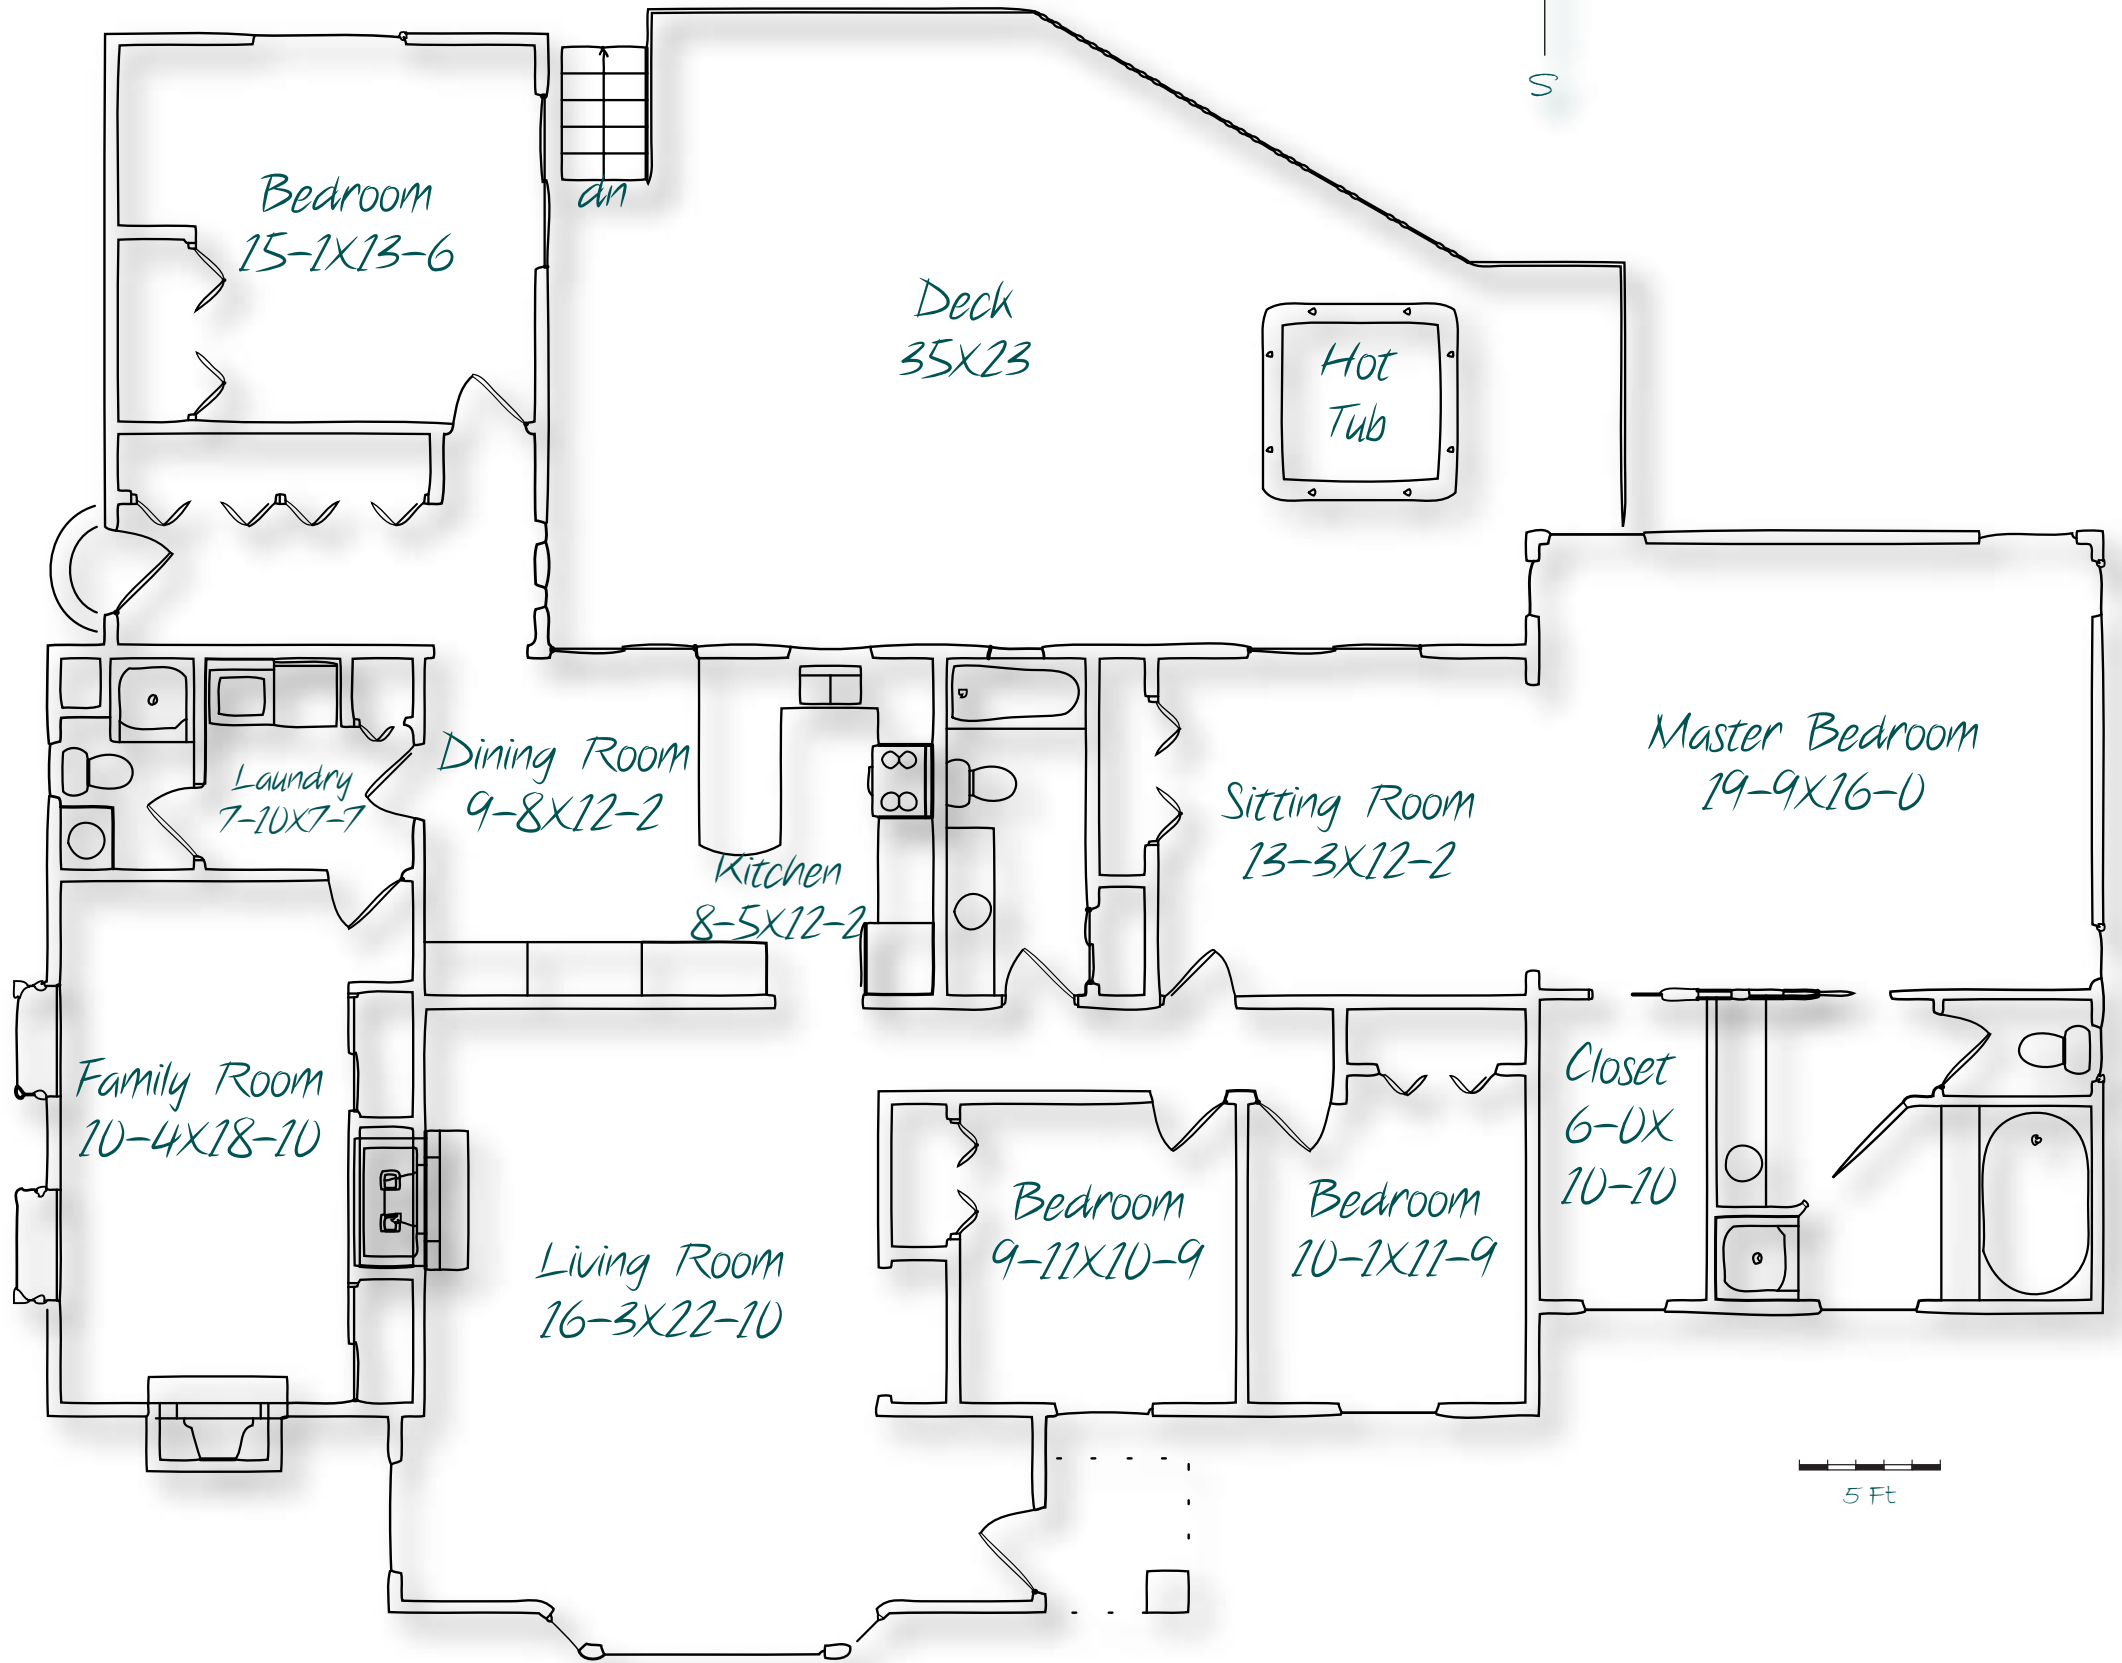 S
Bedroom
15-1X13-6
dn
Deck
35X23
Hot
Tub
Laundry
7-10X7-7
Dining Room
9-8X12-2
Kitchen
8-5X12-2
Sitting Room
13-3X12-2
Master Bedroom
19-9X16-0
Family Room
10-4X18-10
Living Room
16-3X22-10
Bedroom
9-11X10-9
Bedroom
10-1X11-9
Closet
6-0X
10-10
5 Ft